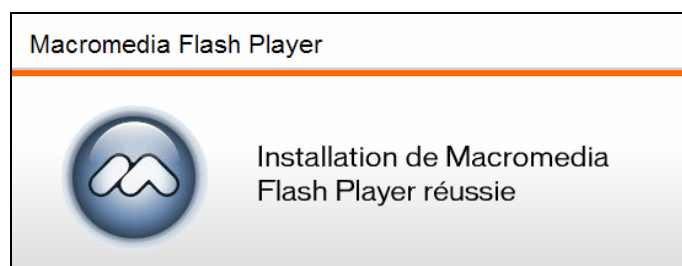 Macromedia Flash Player
Installation de Macromedia
Flash Player réussie